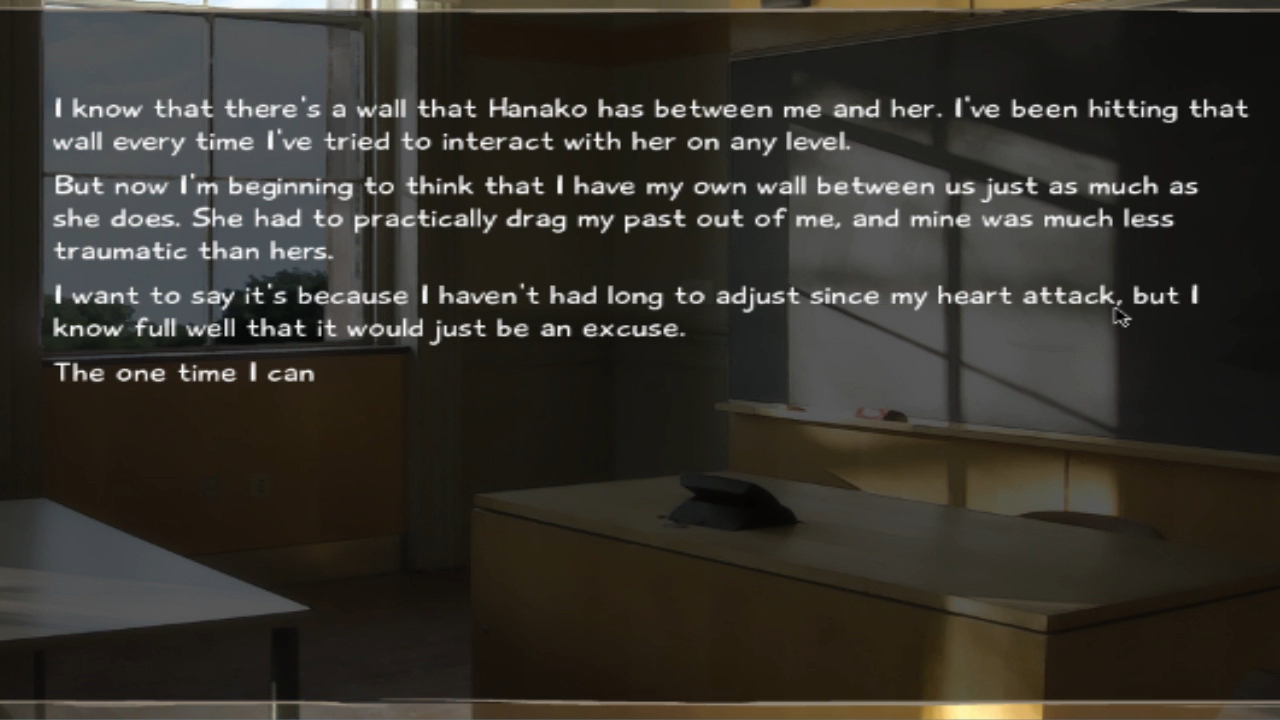 I know that there's a wall that Hanako has between me and her. I've been hitting that
wall every time I've tried to interact with her on any level.
But now I'm beginning to think that I have my own wall between us just as much as
she does. She had to practically drag my past out of me, and mine was much less
traumatic than hers.
I want to say it's because I haven't had long to adjust since my heart attack, but I
know full well that it would just be an excuse.
The one time I can